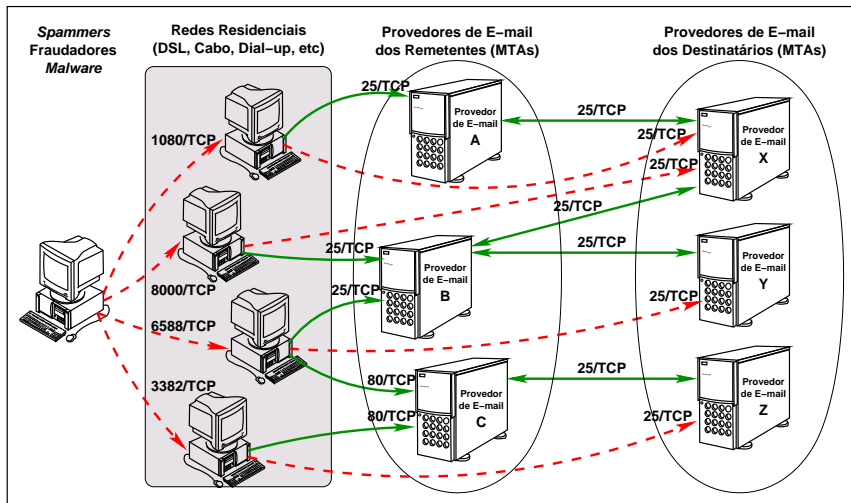 Spammers
Fraudadores
Malware
Redes Residenciais
(DSL, Cabo, Dial−up, etc)
Provedores de E−mail
dos Remetentes (MTAs)
Provedores de E−mail
dos Destinatários (MTAs)
25/TCP
1080/TCP
Provedor
de E−mail
A
25/TCP
25/TCP
25/TCP
Provedor
de E−mail
X
25/TCP
8000/TCP
25/TCP
25/TCP
Provedor
de E−mail
B
25/TCP
25/TCP
Provedor
de E−mail
Y
6588/TCP
3382/TCP
80/TCP
80/TCP
Provedor
de E−mail
C
25/TCP
25/TCP
Provedor
de E−mail
Z